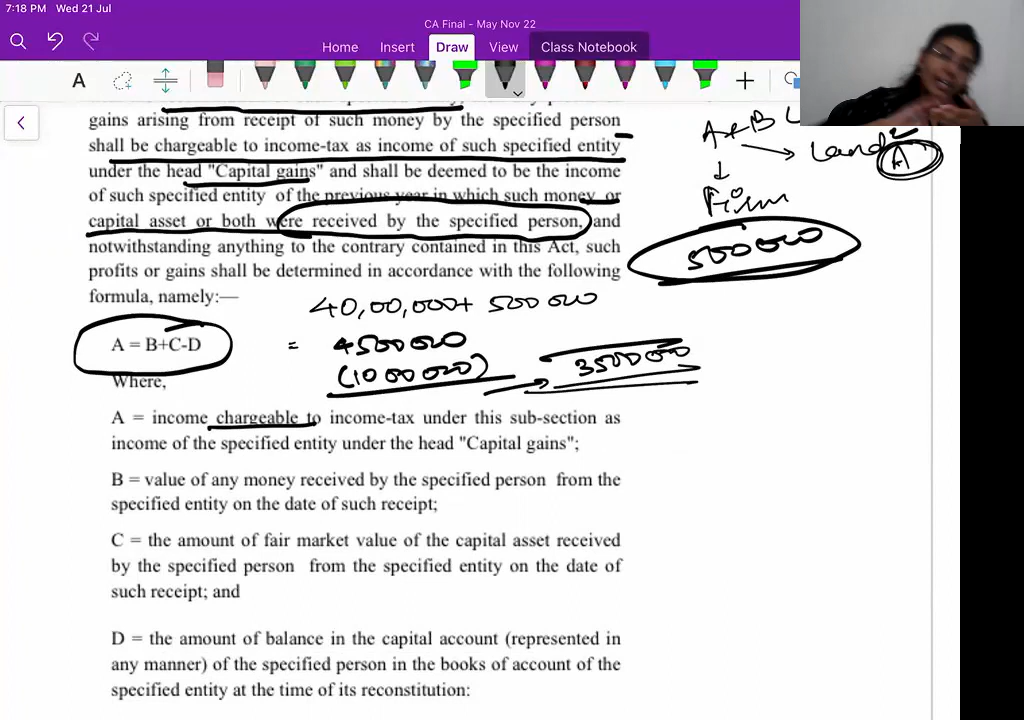 7:18 PM Wed 21 Jul
CA Final - May Nov 22
Home Insert Draw View Class Notebook
A
gains arising from receipt of such money by the specified person
shall be chargeable to income-tax as income of such specified entity
under the head "Capital gains" and shall be deemed to be the income
of such specified entity of the previous year in which such money or
capital asset or both were received by the specified person, and
notwithstanding anything to the contrary contained in this Act, such
profits or gains shall be determined in accordance with the following
formula, namely:—
A+B
Land
A
Firm
500000
40,00,000+ 500000
A = B+C-D
= 4500000
(1000000) 3500000
Where,
A = income chargeable to income-tax under this sub-section as
income of the specified entity under the head "Capital gains";
B = value of any money received by the specified person from the
specified entity on the date of such receipt;
C = the amount of fair market value of the capital asset received
by the specified person from the specified entity on the date of
such receipt; and
D = the amount of balance in the capital account (represented in
any manner) of the specified person in the books of account of the
specified entity at the time of its reconstitution: